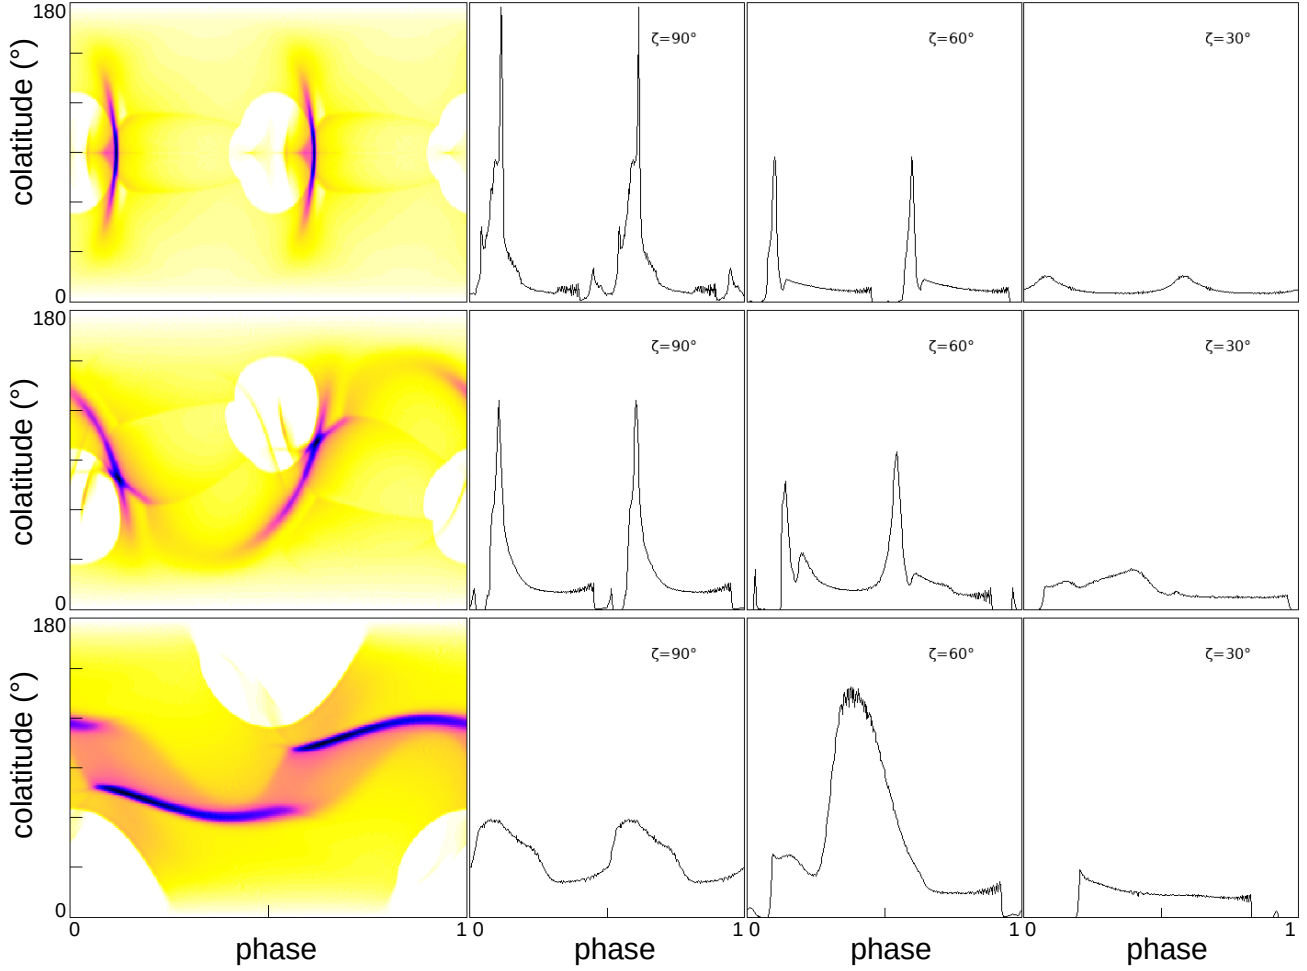 180
colatitude (°)
0
ζ=90°
ζ=60°
ζ=30°
180
colatitude (°)
0
ζ=90°
ζ=60°
ζ=30°
180
colatitude (°)
0
ζ=90°
ζ=60°
ζ=30°
0 1 0 1 0 1 0 1
phase phase phase phase